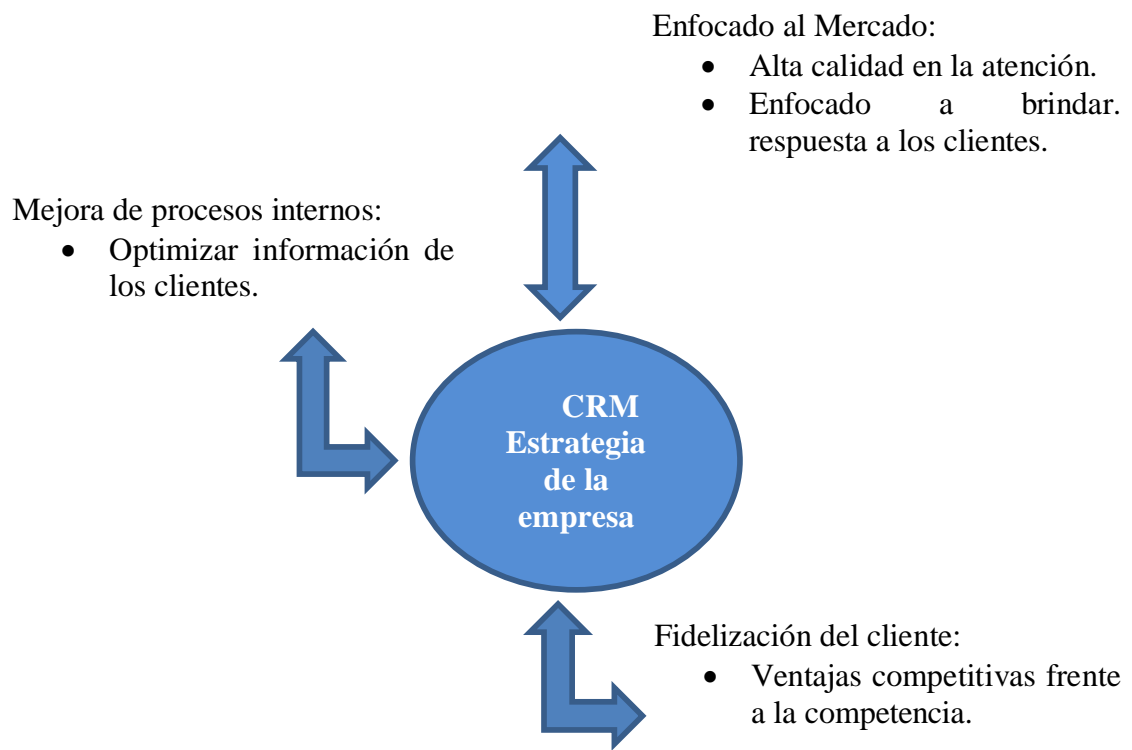 Enfocado al Mercado:
• Alta calidad en la atención.
• Enfocado a brindar.
respuesta a los clientes.
Mejora de procesos internos:
• Optimizar información de
los clientes.
CRM
Estrategia
de la
empresa
Fidelización del cliente:
• Ventajas competitivas frente
a la competencia.